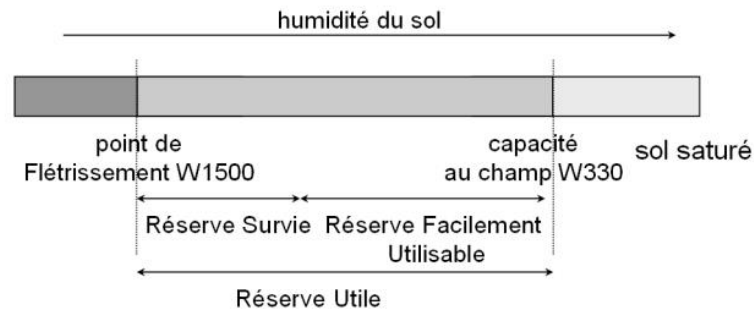 humidité du sol
point de
Flétrissement W1500
capacité
au champ W330
sol saturé
Réserve Survie
Réserve Facilement
Utilisable
Réserve Utile